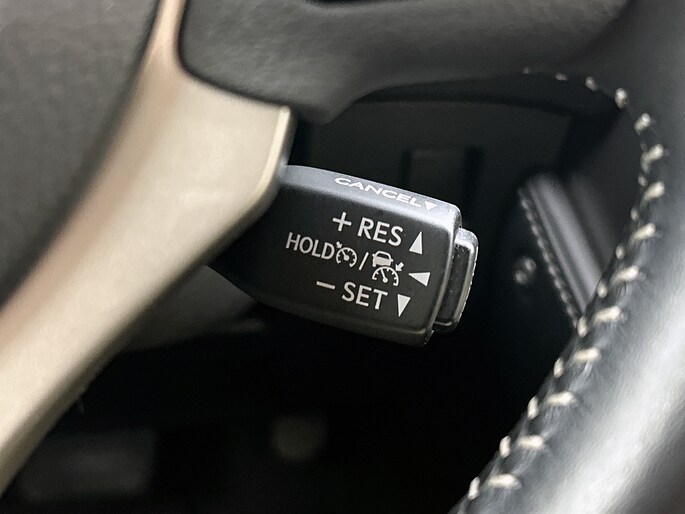 CANCEL▼
+ RES ▲
HOLD / ◀
− SET ▼